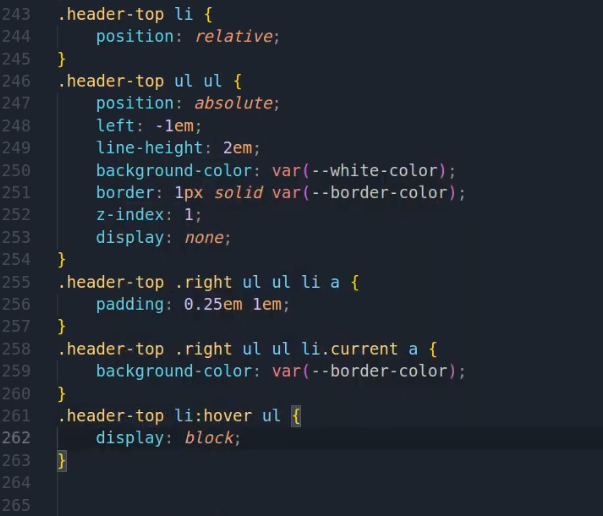 243 .header-top li {
244     position: relative;
245 }
246 .header-top ul ul {
247     position: absolute;
248     left: -1em;
249     line-height: 2em;
250     background-color: var(--white-color);
251     border: 1px solid var(--border-color);
252     z-index: 1;
253     display: none;
254 }
255 .header-top .right ul ul li a {
256     padding: 0.25em 1em;
257 }
258 .header-top .right ul ul li.current a {
259     background-color: var(--border-color);
260 }
261 .header-top li:hover ul {
262     display: block;
263 }
264
265